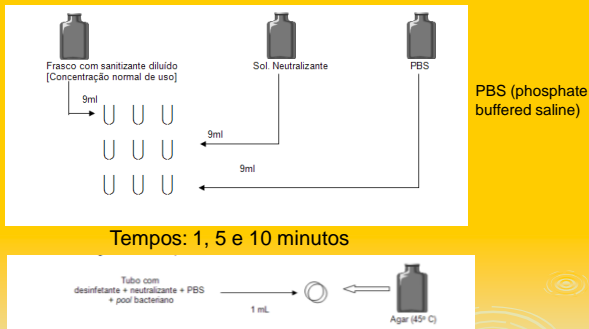 Frasco com sanitizante diluído
[Concentração normal de uso]
Sol. Neutralizante
PBS
9ml
9ml
9ml
PBS (phosphate
buffered saline)
Tempos: 1, 5 e 10 minutos
Tubo com
desinfetante + neutralizante + PBS
+ pool bacteriano
1 mL
Agar (45º C)